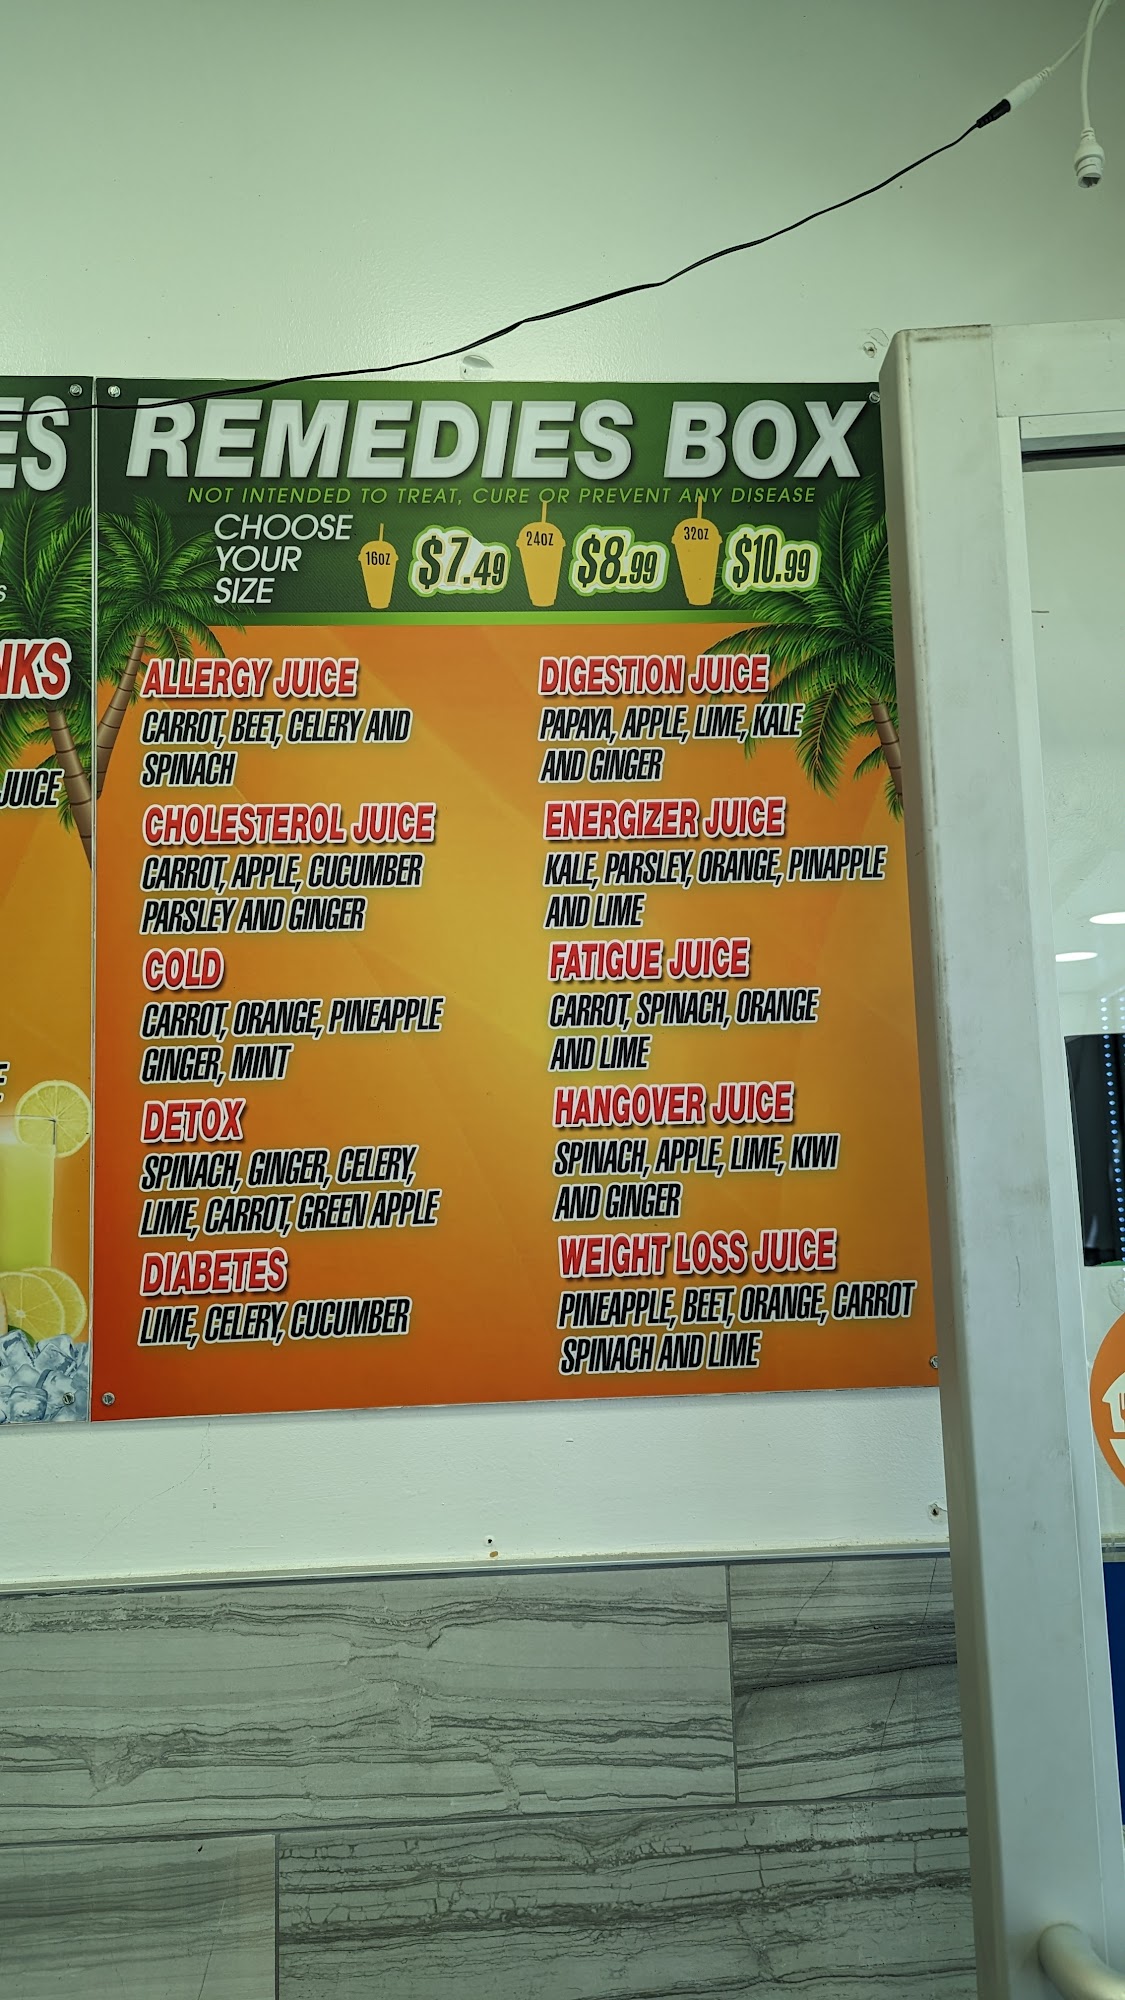 ES
NKS
JUICE
REMEDIES BOX
NOT INTENDED TO TREAT, CURE OR PREVENT ANY DISEASE
CHOOSE
YOUR
SIZE
16OZ $7.49 24OZ $8.99 32OZ $10.99
ALLERGY JUICE
CARROT, BEET, CELERY AND
SPINACH
CHOLESTEROL JUICE
CARROT, APPLE, CUCUMBER
PARSLEY AND GINGER
COLD
CARROT, ORANGE, PINEAPPLE
GINGER, MINT
DETOX
SPINACH, GINGER, CELERY,
LIME, CARROT, GREEN APPLE
DIABETES
LIME, CELERY, CUCUMBER
DIGESTION JUICE
PAPAYA, APPLE, LIME, KALE
AND GINGER
ENERGIZER JUICE
KALE, PARSLEY, ORANGE, PINAPPLE
AND LIME
FATIGUE JUICE
CARROT, SPINACH, ORANGE
AND LIME
HANGOVER JUICE
SPINACH, APPLE, LIME, KIWI
AND GINGER
WEIGHT LOSS JUICE
PINEAPPLE, BEET, ORANGE, CARROT
SPINACH AND LIME